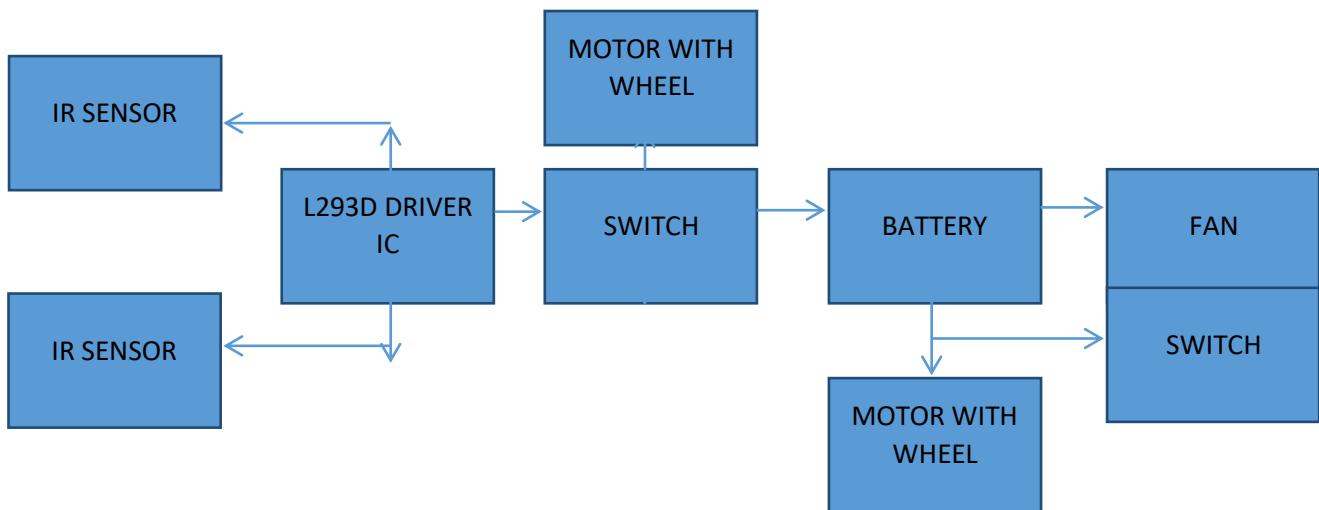 MOTOR WITH
WHEEL
IR SENSOR
L293D DRIVER
IC
SWITCH
BATTERY
FAN
IR SENSOR
SWITCH
MOTOR WITH
WHEEL